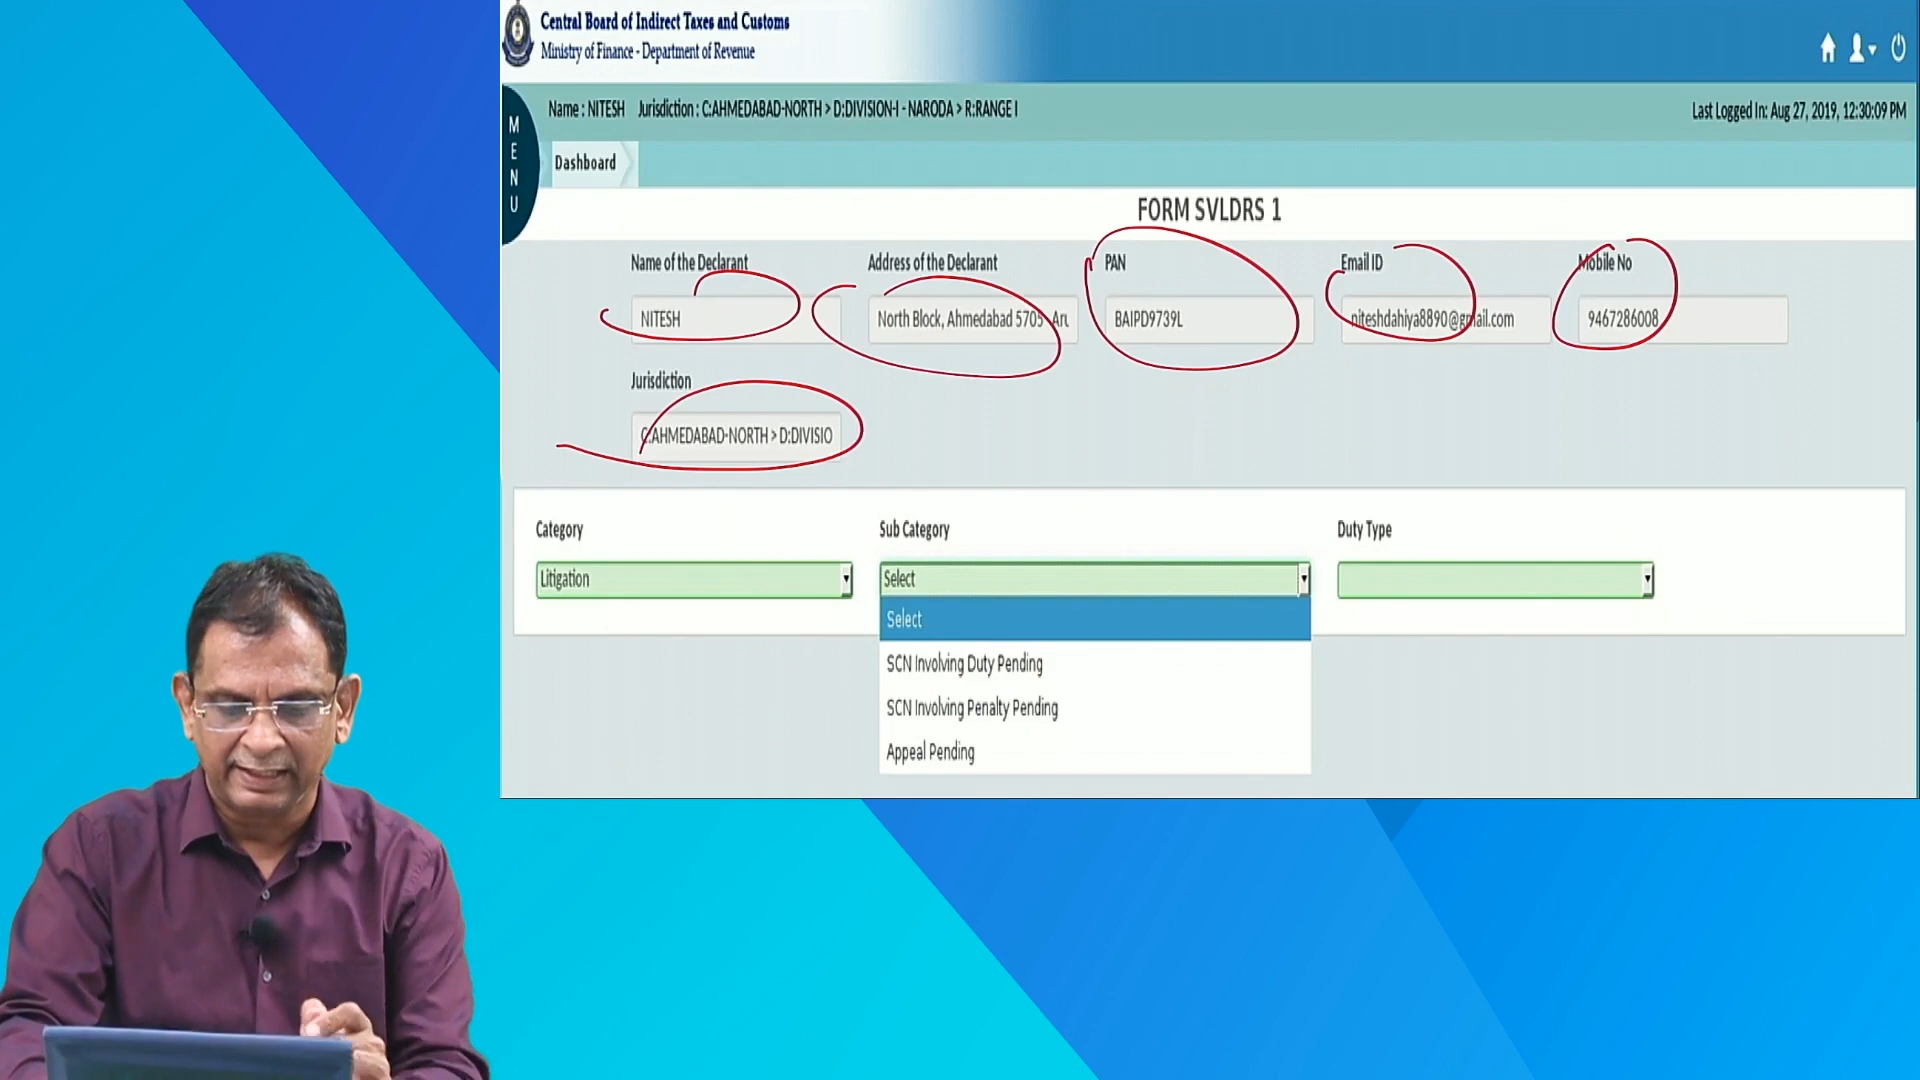 Central Board of Indirect Taxes and Customs
Ministry of Finance - Department of Revenue
MENU
Name : NITESH Jurisdiction : C:AHMEDABAD-NORTH > D:DIVISION-I - NARODA > R:RANGE I
Last Logged In: Aug 27, 2019, 12:30:09 PM
Dashboard
FORM SVLDRS 1
Name of the Declarant Address of the Declarant PAN Email ID Mobile No
NITESH North Block, Ahmedabad 5705 Aru BAIPD9739L niteshdahiya8890@gmail.com 9467286008
Jurisdiction
C:AHMEDABAD-NORTH > D:DIVISIO
Category Sub Category Duty Type
Litigation Select
Select
SCN Involving Duty Pending
SCN Involving Penalty Pending
Appeal Pending